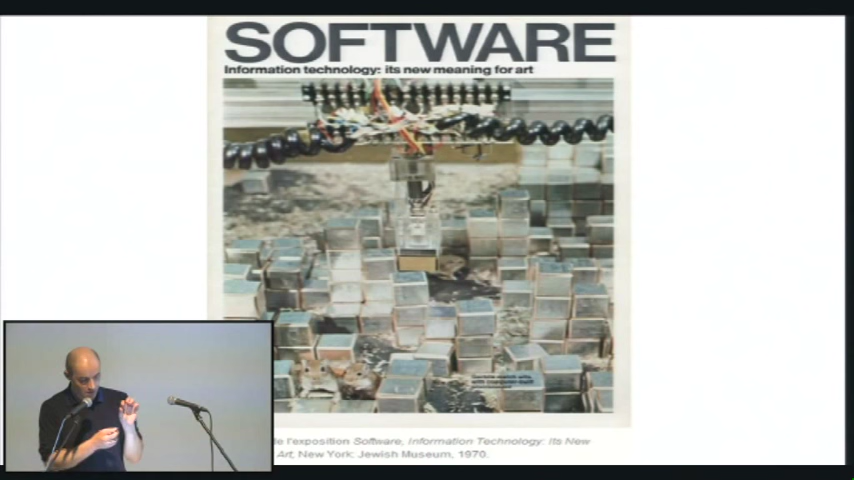 SOFTWARE
Information technology: its new meaning for art
de l'exposition Software, Information Technology: Its New
Art, New York: Jewish Museum, 1970.